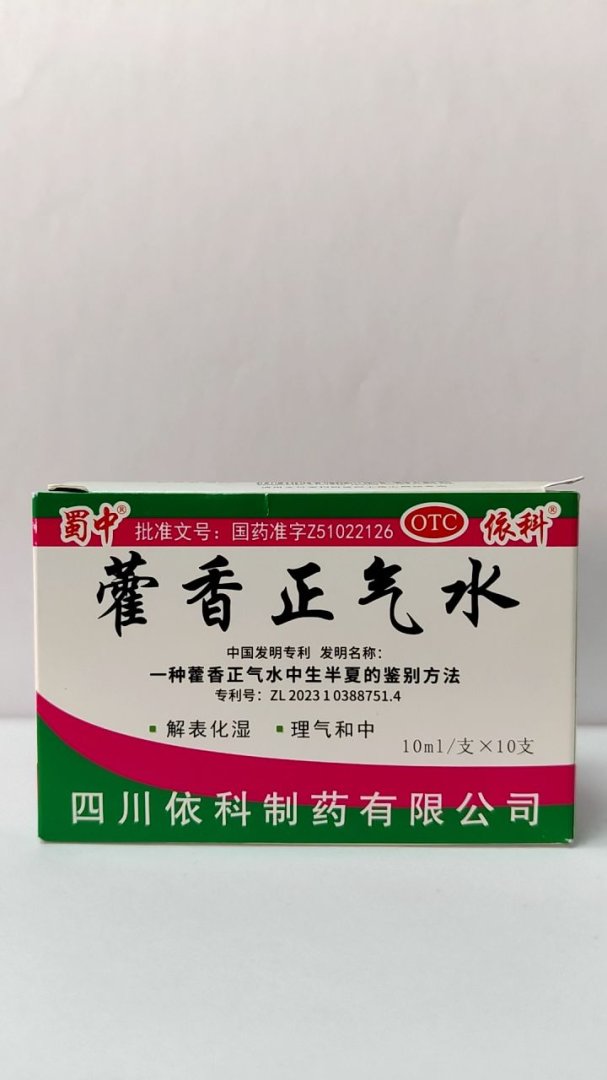 蜀中® 批准文号：国药准字Z51022126 OTC 依科®
藿香正气水
中国发明专利 发明名称：
一种藿香正气水中生半夏的鉴别方法
专利号：ZL 2023 1 0388751.4
▪ 解表化湿 ▪ 理气和中
10ml/支×10支
四川依科制药有限公司